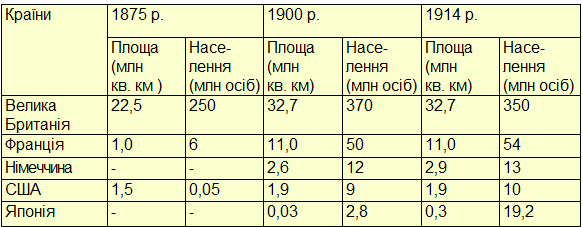 Країни 1875 р. 1900 р. 1914 р.
Площа Насе- Площа Насе- Площа Насе-
(млн лення (млн лення (млн лення
кв. км ) (млн осіб) кв. км) (млн осіб) кв. км) (млн осіб)
Велика 22,5 250 32,7 370 32,7 350
Британія
Франція 1,0 6 11,0 50 11,0 54
Німеччина - - 2,6 12 2,9 13
США 1,5 0,05 1,9 9 1,9 10
Японія - - 0,03 2,8 0,3 19,2